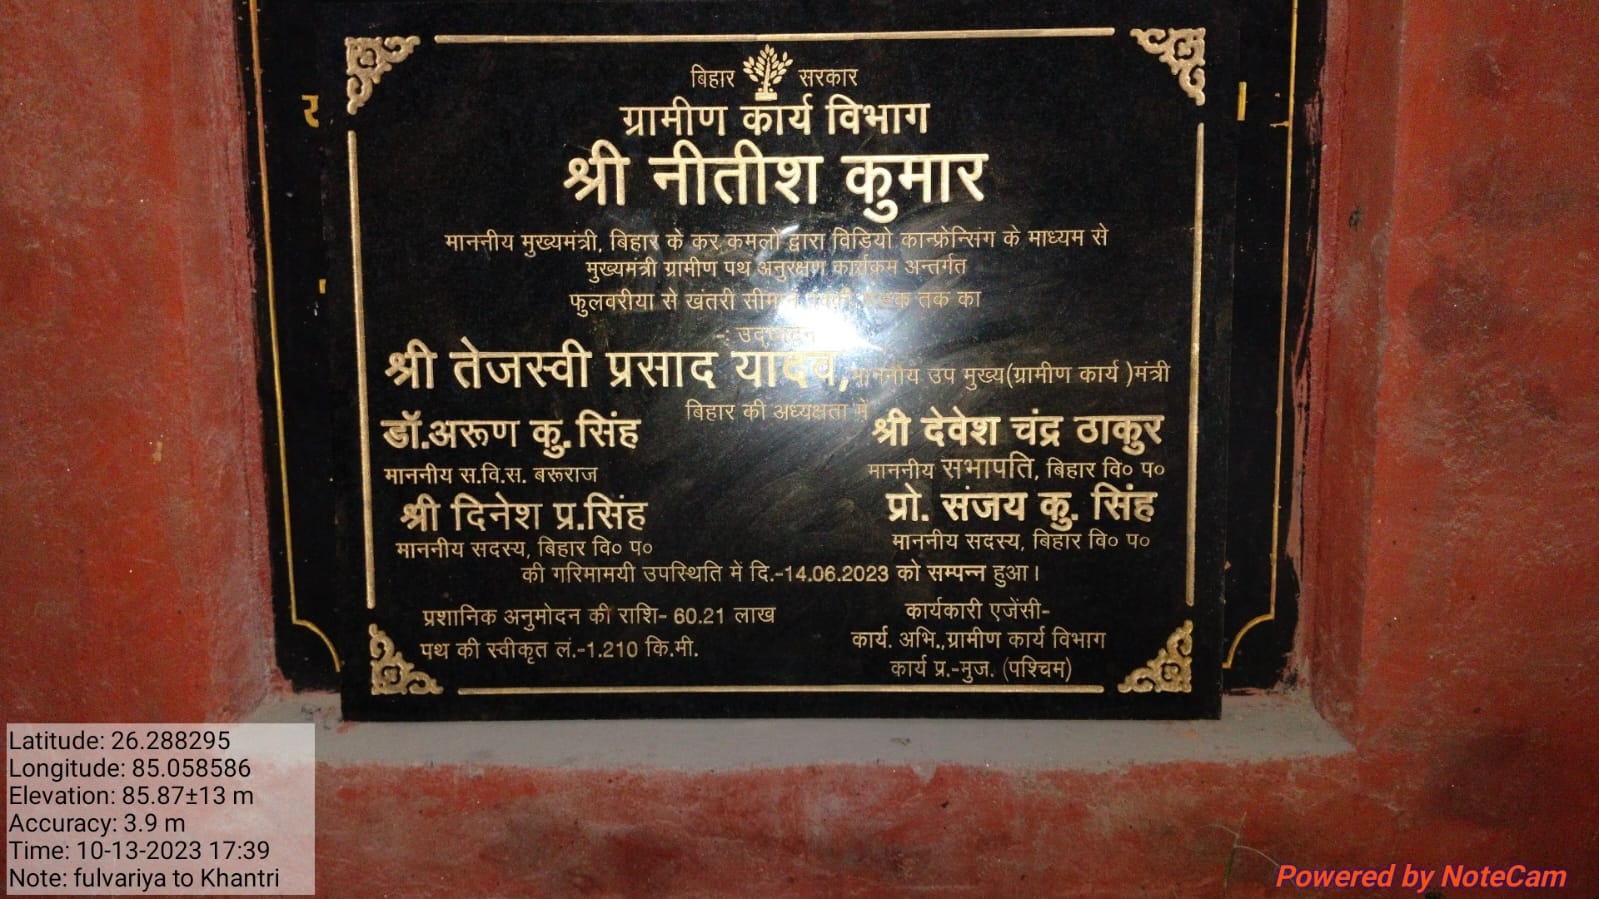 बिहार सरकार
ग्रामीण कार्य विभाग
श्री नीतीश कुमार
माननीय मुख्यमंत्री, बिहार के कर कमलों द्वारा विडियो कान्फ्रेन्सिंग के माध्यम से
मुख्यमंत्री ग्रामीण पथ अनुरक्षण कार्यक्रम अन्तर्गत
फुलवरीया से खंतरी सीमान तक का
-: उदघाटन
श्री तेजस्वी प्रसाद यादव, माननीय उप मुख्य(ग्रामीण कार्य )मंत्री
बिहार की अध्यक्षता में
डॉ.अरूण कु. सिंह
माननीय स.वि.स. बरूराज
श्री देवेश चंद्र ठाकुर
माननीय सभापति, बिहार वि० प०
श्री दिनेश प्र.सिंह
माननीय सदस्य, बिहार वि० प०
प्रो. संजय कु. सिंह
माननीय सदस्य, बिहार वि० प०
की गरिमामयी उपस्थिति में दि.-14.06.2023 को सम्पन्न हुआ।
प्रशानिक अनुमोदन की राशि- 60.21 लाख
पथ की स्वीकृत लं.-1.210 कि.मी.
कार्यकारी एजेंसी-
कार्य. अभि.,ग्रामीण कार्य विभाग
कार्य प्र.-मुज. (पश्चिम)
Latitude: 26.288295
Longitude: 85.058586
Elevation: 85.87±13 m
Accuracy: 3.9 m
Time: 10-13-2023 17:39
Note: fulvariya to Khantri
Powered by NoteCam